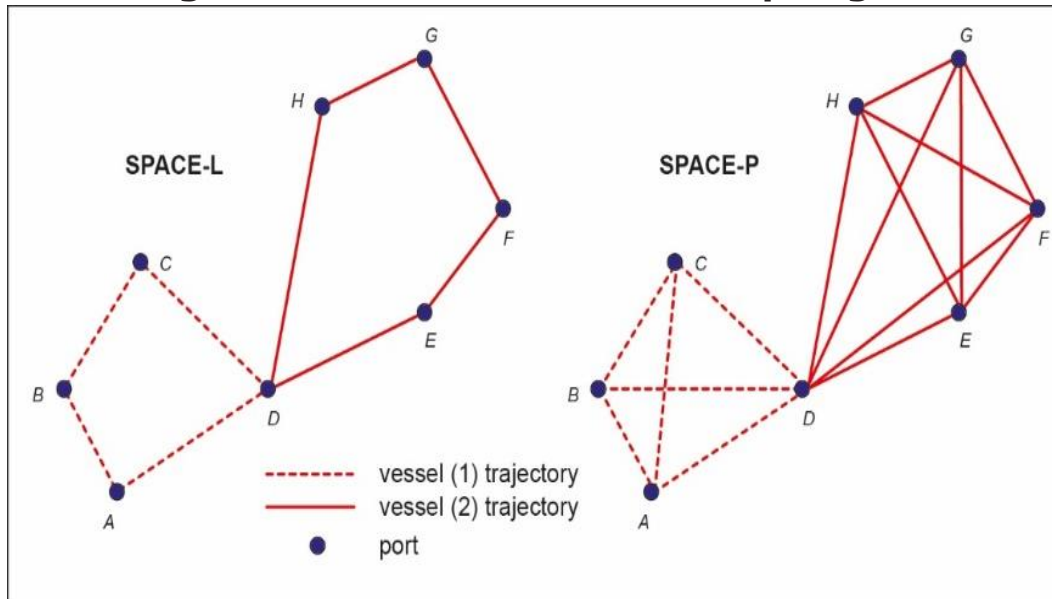 G
G
H
H
SPACE-L
SPACE-P
F
F
C
C
E
E
B
B
D
D
vessel (1) trajectory
vessel (2) trajectory
A
A
port